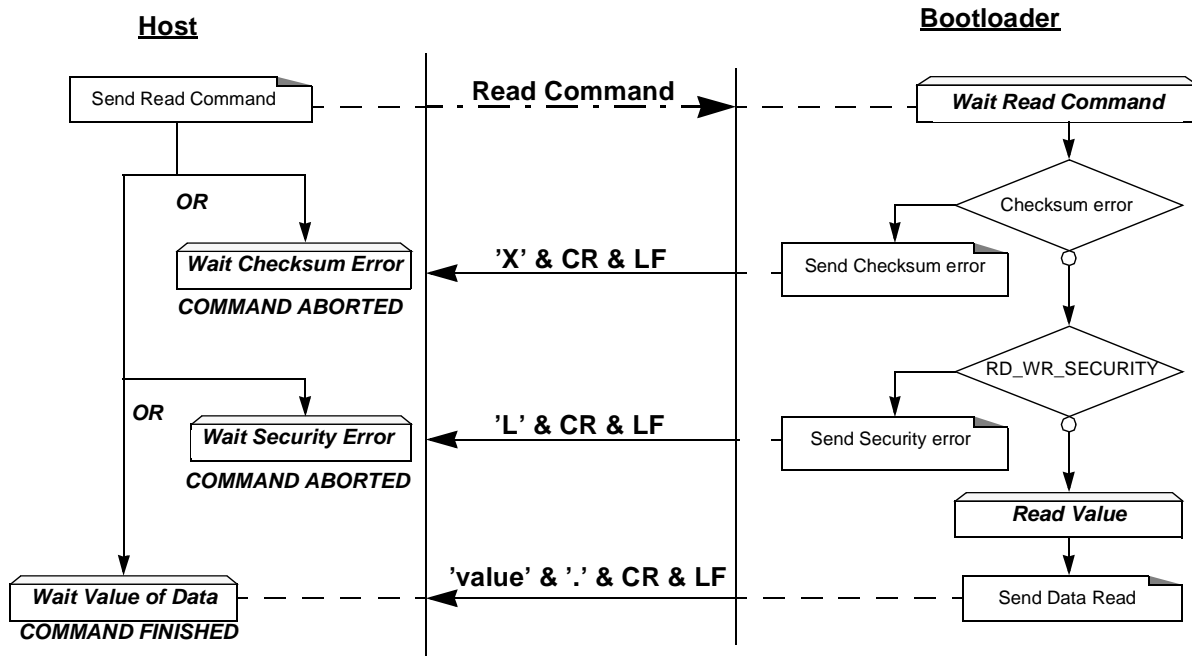 Host
Bootloader
Send Read Command
Read Command
Wait Read Command
OR
Checksum error
Wait Checksum Error
’X’ & CR & LF
Send Checksum error
COMMAND ABORTED
RD_WR_SECURITY
OR
Wait Security Error
’L’ & CR & LF
Send Security error
COMMAND ABORTED
Read Value
’value’ & ’.’ & CR & LF
Wait Value of Data
Send Data Read
COMMAND FINISHED